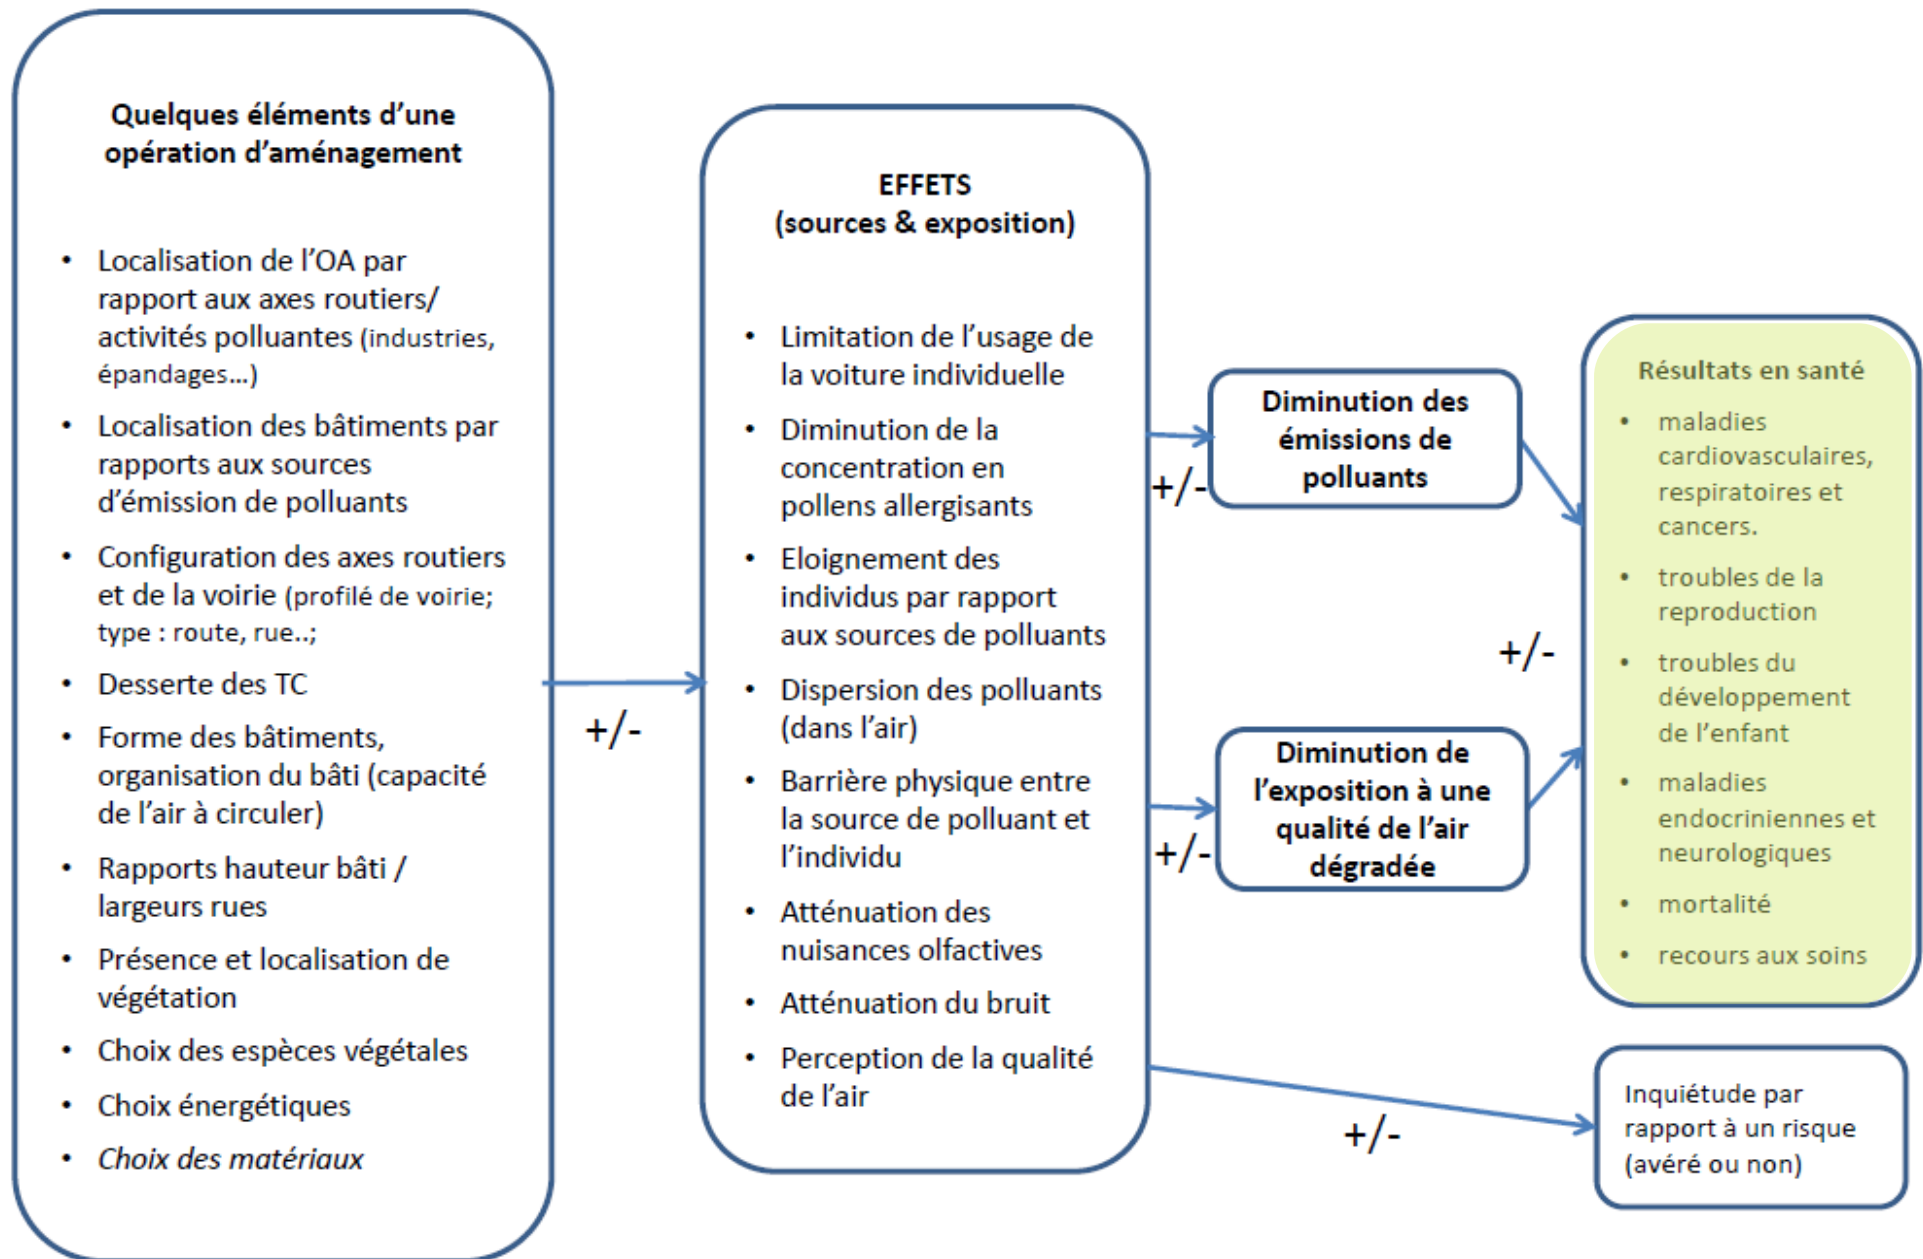 Quelques éléments d’une
opération d’aménagement
• Localisation de l’OA par
rapport aux axes routiers/
activités polluantes (industries,
épandages...)
• Localisation des bâtiments par
rapports aux sources
d’émission de polluants
• Configuration des axes routiers
et de la voirie (profilé de voirie;
type : route, rue..;
• Desserte des TC
• Forme des bâtiments,
organisation du bâti (capacité
de l’air à circuler)
• Rapports hauteur bâti /
largeurs rues
• Présence et localisation de
végétation
• Choix des espèces végétales
• Choix énergétiques
• Choix des matériaux
+/-
EFFETS
(sources & exposition)
• Limitation de l’usage de
la voiture individuelle
• Diminution de la
concentration en
pollens allergisants
• Eloignement des
individus par rapport
aux sources de polluants
• Dispersion des polluants
(dans l’air)
• Barrière physique entre
la source de polluant et
l’individu
• Atténuation des
nuisances olfactives
• Atténuation du bruit
• Perception de la qualité
de l’air
+/-
Diminution des
émissions de
polluants
+/-
Diminution de
l’exposition à une
qualité de l’air
dégradée
+/-
Résultats en santé
• maladies
cardiovasculaires,
respiratoires et
cancers.
• troubles de la
reproduction
• troubles du
développement
de l’enfant
• maladies
endocriniennes et
neurologiques
• mortalité
• recours aux soins
+/-
Inquiétude par
rapport à un risque
(avéré ou non)